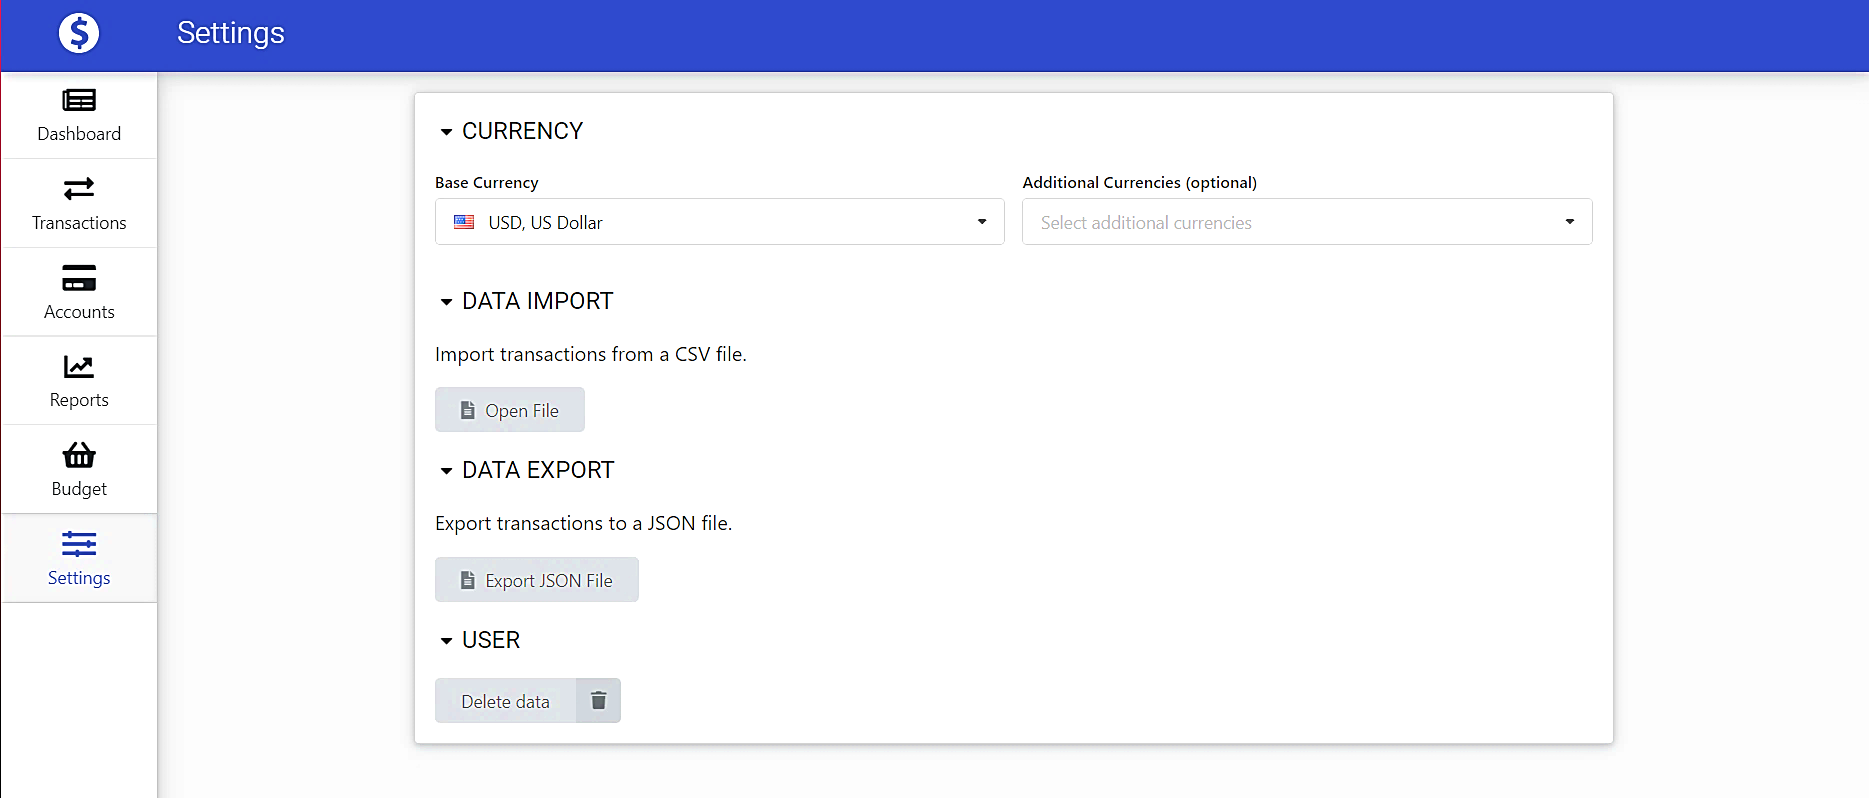 $ Settings
Dashboard
Transactions
Accounts
Reports
Budget
Settings
CURRENCY
Base Currency
USD, US Dollar
Additional Currencies (optional)
Select additional currencies
DATA IMPORT
Import transactions from a CSV file.
Open File
DATA EXPORT
Export transactions to a JSON file.
Export JSON File
USER
Delete data